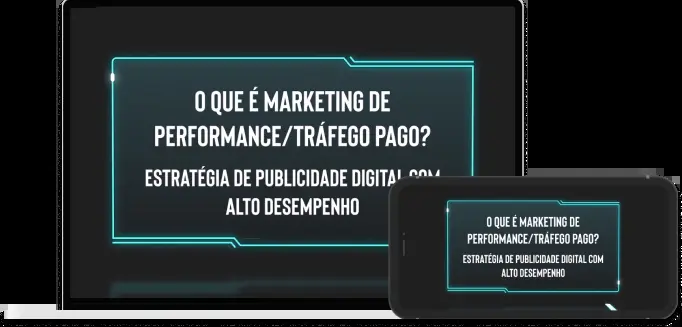 O QUE É MARKETING DE
PERFORMANCE/TRÁFEGO PAGO?
ESTRATÉGIA DE PUBLICIDADE DIGITAL COM
ALTO DESEMPENHO
O QUE É MARKETING DE
PERFORMANCE/TRÁFEGO PAGO?
ESTRATÉGIA DE PUBLICIDADE DIGITAL COM
ALTO DESEMPENHO